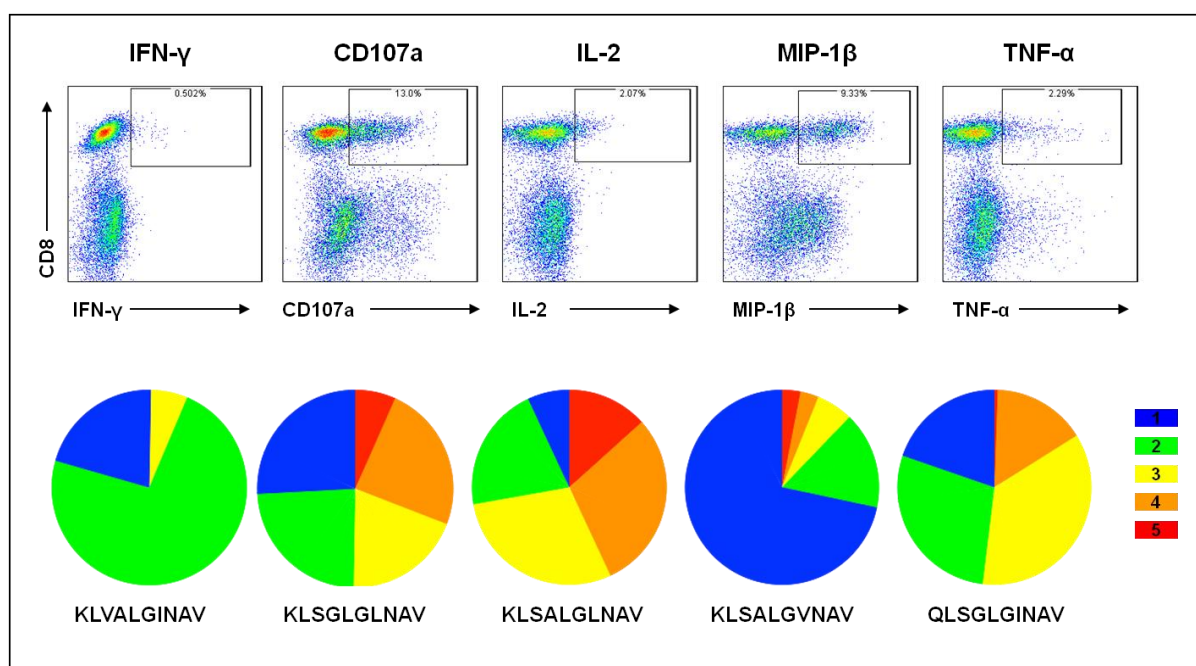 IFN-γ CD107a IL-2 MIP-1β TNF-α
0.502% 13.0% 2.07% 9.33% 2.29%
CD8
IFN-γ CD107a IL-2 MIP-1β TNF-α
1
2
3
4
5
KLVALGINAV KLSGLGLNAV KLSALGLNAV KLSALGVNAV QLSGLGINAV